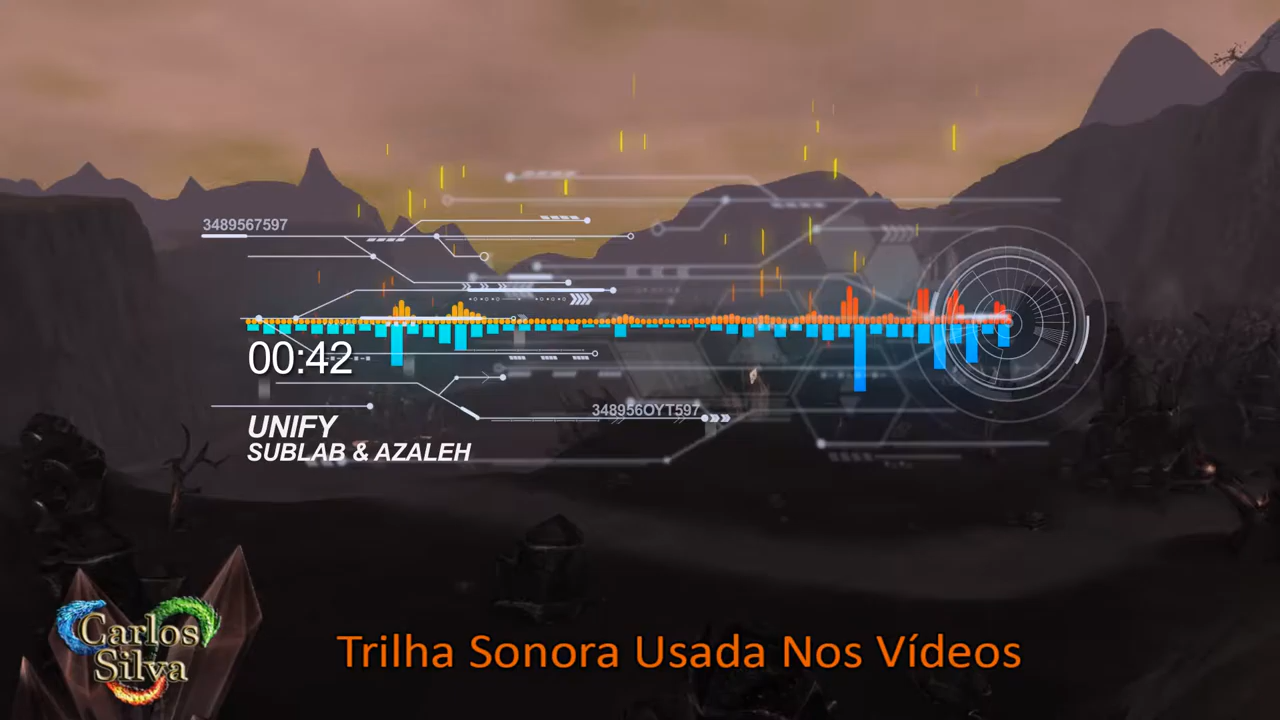 3489567597
00:42
348956OYT597
UNIFY
SUBLAB & AZALEH
Carlos
Silva
Trilha Sonora Usada Nos Vídeos